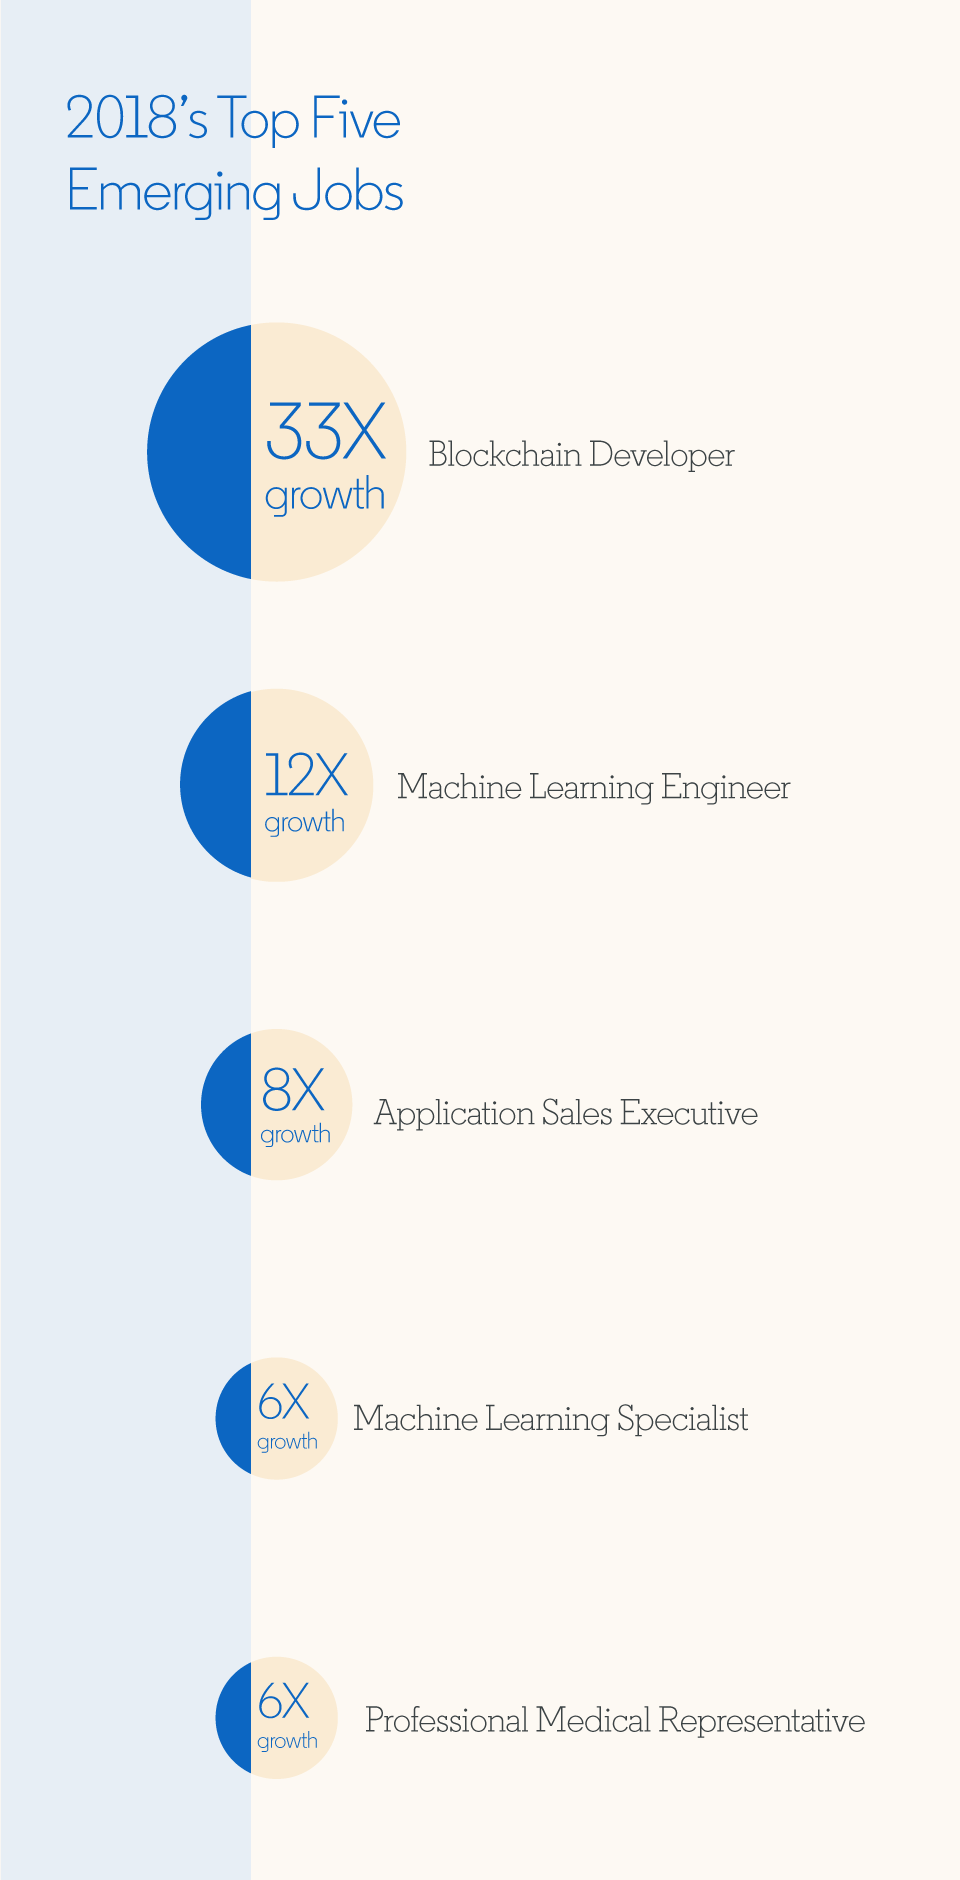 2018’s Top Five
Emerging Jobs
33X
growth
Blockchain Developer
12X
growth
Machine Learning Engineer
8X
growth
Application Sales Executive
6X
growth
Machine Learning Specialist
6X
growth
Professional Medical Representative